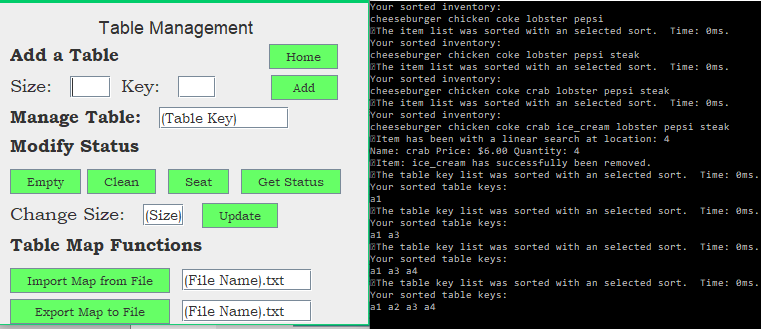 Table Management
Add a Table
Home
Size: Key:
Add
Manage Table: (Table Key)
Modify Status
Empty Clean Seat Get Status
Change Size: (Size) Update
Table Map Functions
Import Map from File (File Name).txt
Export Map to File (File Name).txt
Your sorted inventory:
cheeseburger chicken coke lobster pepsi
The item list was sorted with an selected sort.  Time: 0ms.
Your sorted inventory:
cheeseburger chicken coke lobster pepsi steak
The item list was sorted with an selected sort.  Time: 0ms.
Your sorted inventory:
cheeseburger chicken coke crab lobster pepsi steak
The item list was sorted with an selected sort.  Time: 0ms.
Your sorted inventory:
cheeseburger chicken coke crab ice_cream lobster pepsi steak
Item has been with a linear search at location: 4
Name: crab Price: $6.00 Quantity: 4
Item: ice_cream has successfully been removed.
The table key list was sorted with an selected sort.  Time: 0ms.
Your sorted table keys:
a1
The table key list was sorted with an selected sort.  Time: 0ms.
Your sorted table keys:
a1 a3
The table key list was sorted with an selected sort.  Time: 0ms.
Your sorted table keys:
a1 a3 a4
The table key list was sorted with an selected sort.  Time: 0ms.
Your sorted table keys:
a1 a2 a3 a4